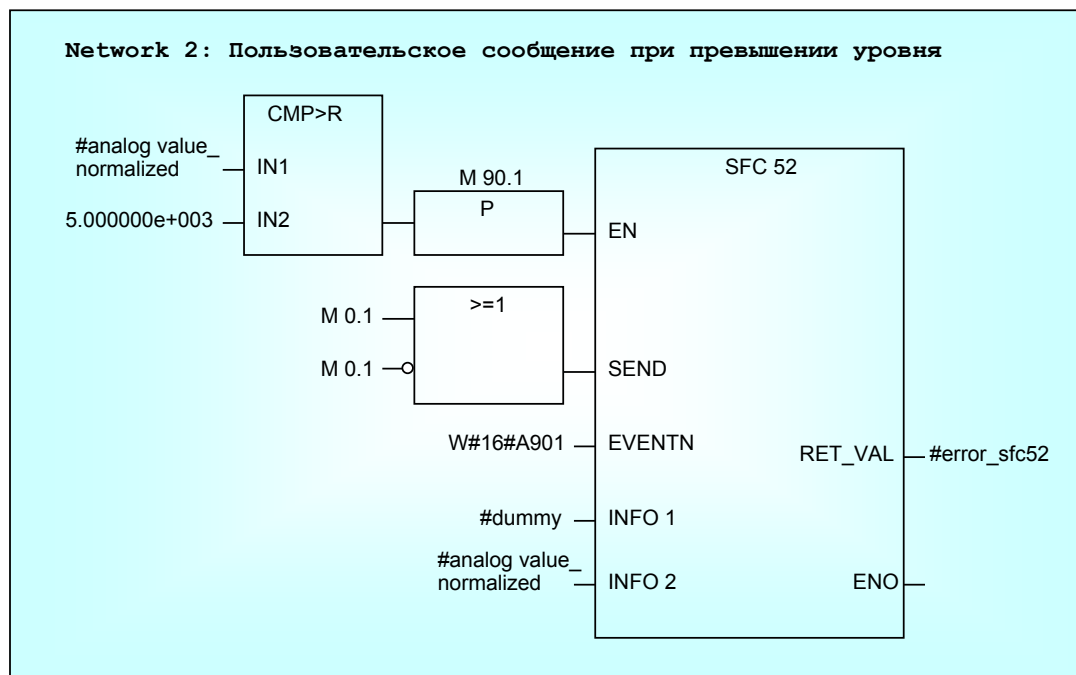 Network 2: Пользовательское сообщение при превышении уровня
CMP>R
#analog value_
normalized
IN1
5.000000e+003
IN2
M 90.1
P
SFC 52
EN
>=1
M 0.1
M 0.1
SEND
W#16#A901
EVENTN
RET_VAL
#error_sfc52
#dummy
INFO 1
#analog value_
normalized
INFO 2
ENO